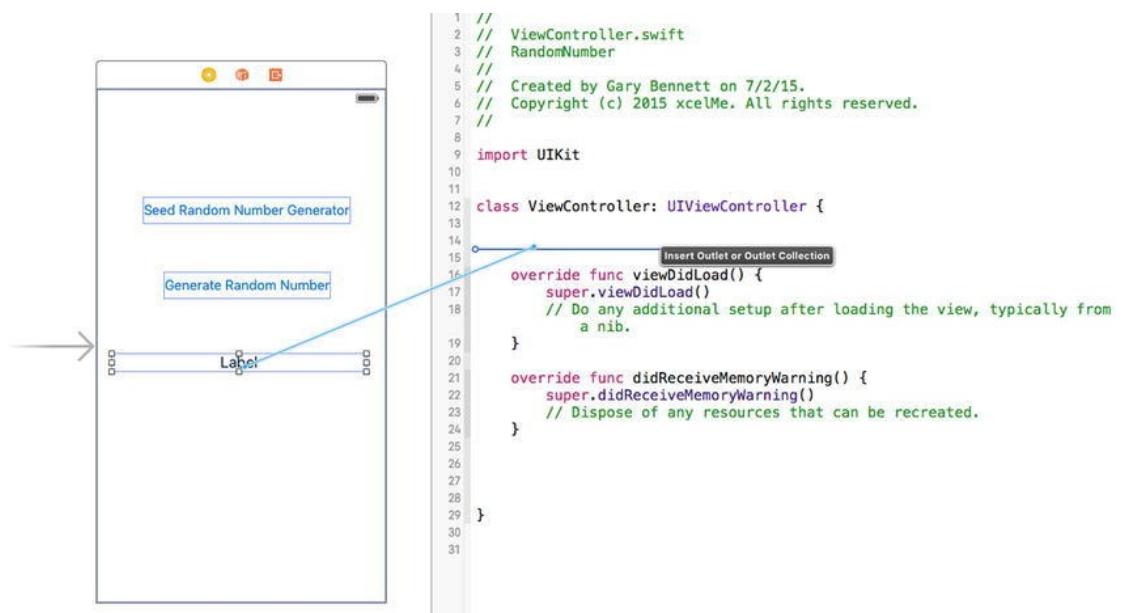 Seed Random Number Generator
Generate Random Number
Label
1 //
2 // ViewController.swift
3 // RandomNumber
4 //
5 // Created by Gary Bennett on 7/2/15.
6 // Copyright (c) 2015 xcelMe. All rights reserved.
7 //
8
9 import UIKit
10
11
12 class ViewController: UIViewController {
13
14
Insert Outlet or Outlet Collection
15
16 override func viewDidLoad() {
17 super.viewDidLoad()
18 // Do any additional setup after loading the view, typically from
a nib.
19 }
20
21 override func didReceiveMemoryWarning() {
22 super.didReceiveMemoryWarning()
23 // Dispose of any resources that can be recreated.
24 }
25
26
27
28
29 }
30
31